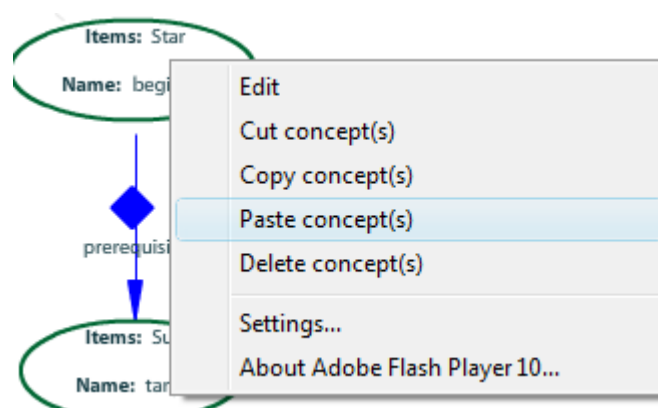 Items: Star
Name: begi
Edit
Cut concept(s)
Copy concept(s)
Paste concept(s)
prerequisi
Delete concept(s)
Settings...
Items: Su
About Adobe Flash Player 10...
Name: tar